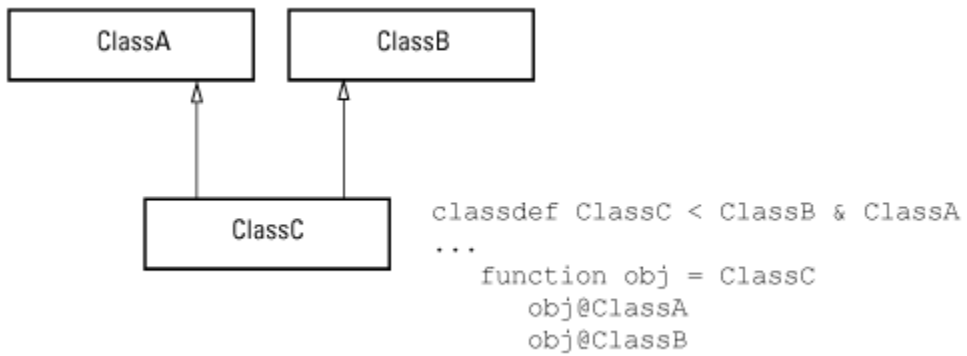 ClassA
ClassB
ClassC
classdef ClassC < ClassB & ClassA
...
function obj = ClassC
obj@ClassA
obj@ClassB